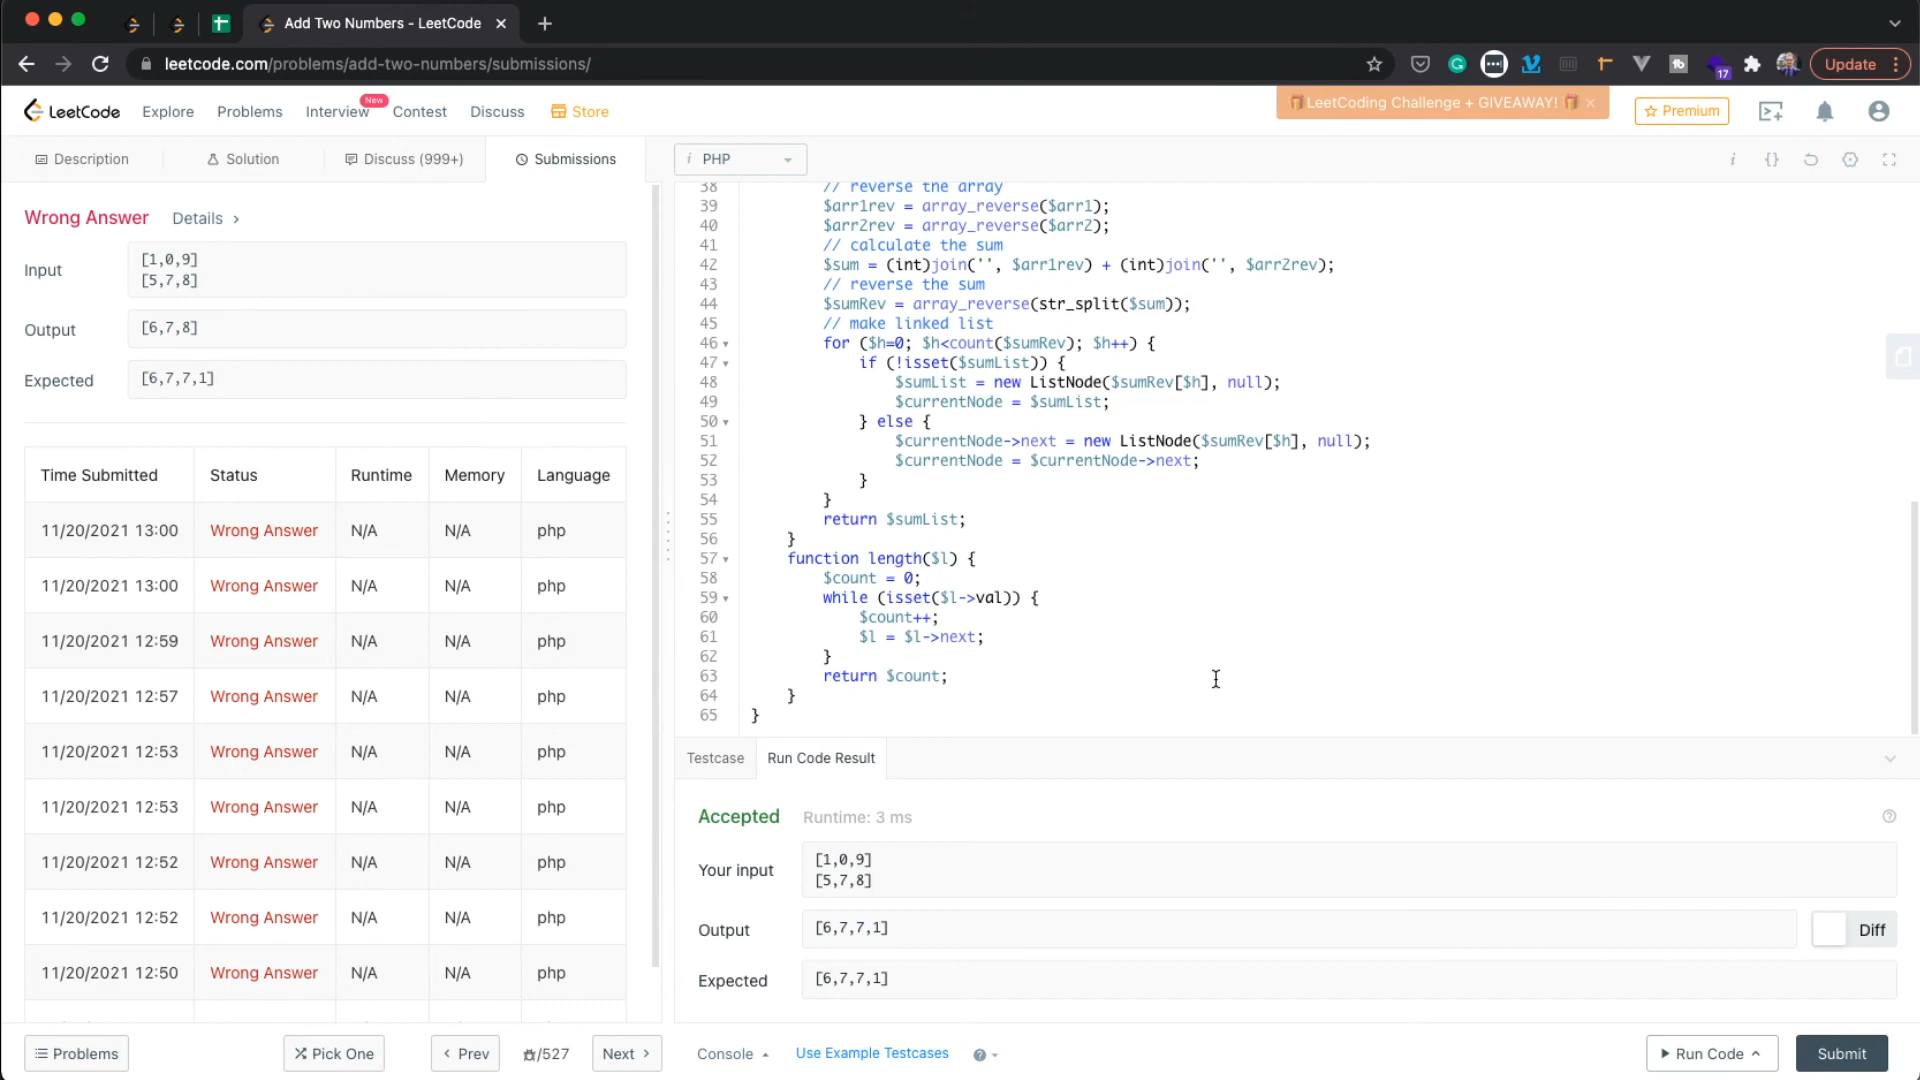 Add Two Numbers - LeetCode
leetcode.com/problems/add-two-numbers/submissions/
17
Update
LeetCode
Explore
Problems
Interview
New
Contest
Discuss
Store
LeetCoding Challenge + GIVEAWAY!
Premium
Description
Solution
Discuss (999+)
Submissions
i PHP
Wrong Answer Details
Input
[1,0,9]
[5,7,8]
Output
[6,7,8]
Expected
[6,7,7,1]
Time Submitted Status Runtime Memory Language
11/20/2021 13:00 Wrong Answer N/A N/A php
11/20/2021 13:00 Wrong Answer N/A N/A php
11/20/2021 12:59 Wrong Answer N/A N/A php
11/20/2021 12:57 Wrong Answer N/A N/A php
11/20/2021 12:53 Wrong Answer N/A N/A php
11/20/2021 12:53 Wrong Answer N/A N/A php
11/20/2021 12:52 Wrong Answer N/A N/A php
11/20/2021 12:52 Wrong Answer N/A N/A php
11/20/2021 12:50 Wrong Answer N/A N/A php
38 // reverse the array
39 $arr1rev = array_reverse($arr1);
40 $arr2rev = array_reverse($arr2);
41 // calculate the sum
42 $sum = (int)join('', $arr1rev) + (int)join('', $arr2rev);
43 // reverse the sum
44 $sumRev = array_reverse(str_split($sum));
45 // make linked list
46 for ($h=0; $h<count($sumRev); $h++) {
47 if (!isset($sumList)) {
48 $sumList = new ListNode($sumRev[$h], null);
49 $currentNode = $sumList;
50 } else {
51 $currentNode->next = new ListNode($sumRev[$h], null);
52 $currentNode = $currentNode->next;
53 }
54 }
55 return $sumList;
56 }
57 function length($l) {
58 $count = 0;
59 while (isset($l->val)) {
60 $count++;
61 $l = $l->next;
62 }
63 return $count;
64 }
65 }
Testcase
Run Code Result
Accepted Runtime: 3 ms
Your input
[1,0,9]
[5,7,8]
Output
[6,7,7,1]
Diff
Expected
[6,7,7,1]
Problems
Pick One
Prev
/527
Next
Console
Use Example Testcases
Run Code
Submit